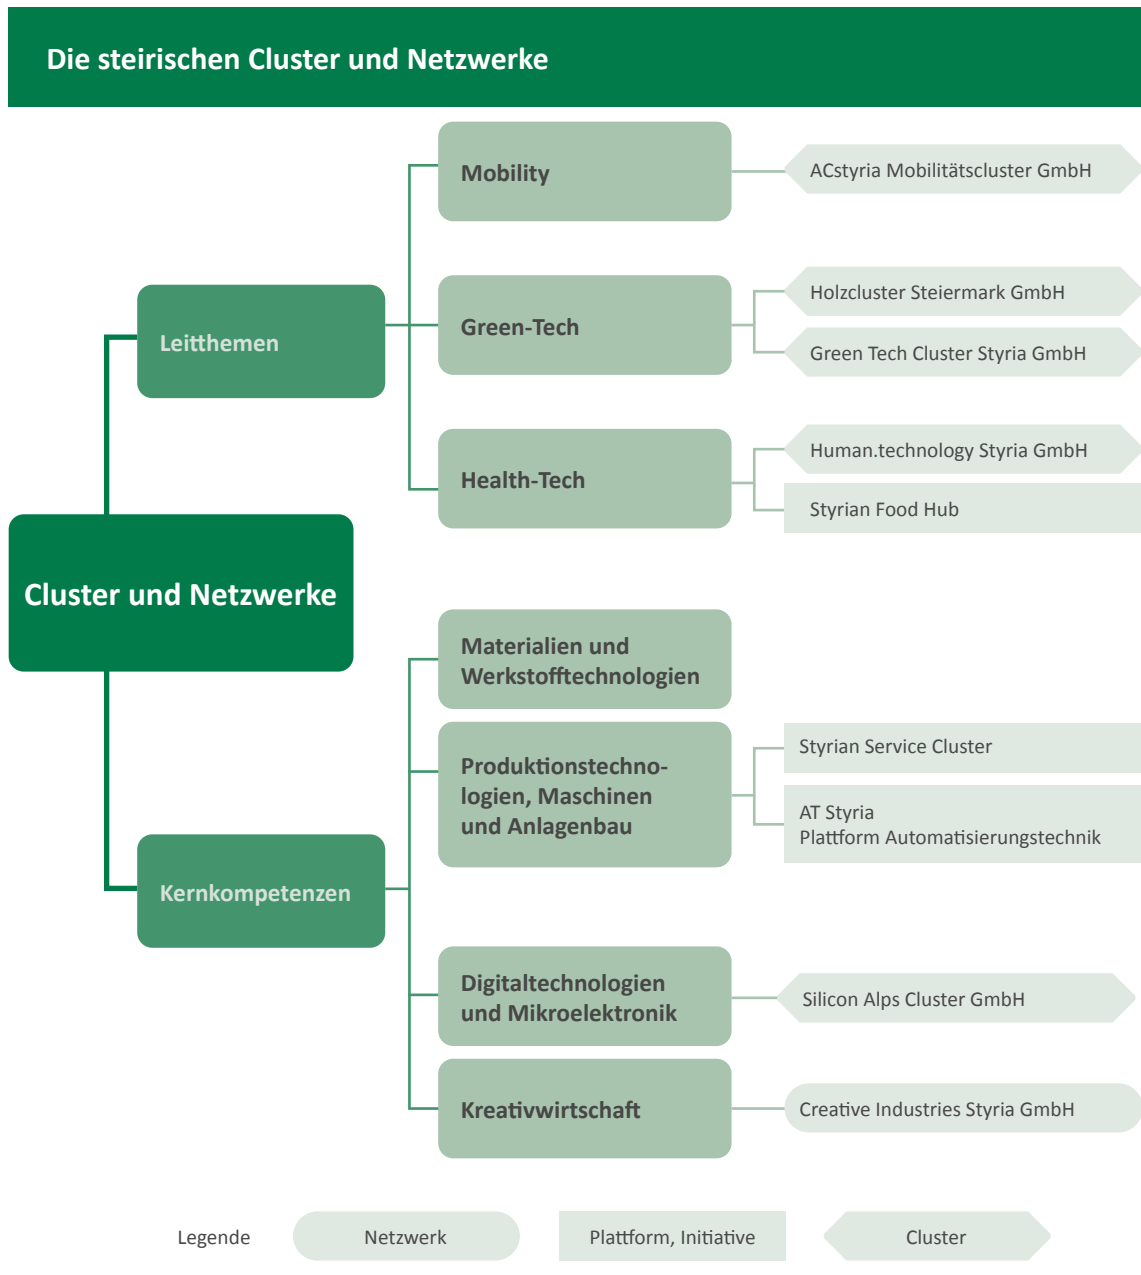 Die steirischen Cluster und Netzwerke
Mobility
ACstyria Mobilitätscluster GmbH
Leitthemen
Green-Tech
Holzcluster Steiermark GmbH
Green Tech Cluster Styria GmbH
Health-Tech
Human.technology Styria GmbH
Styrian Food Hub
Cluster und Netzwerke
Materialien und
Werkstofftechnologien
Produktionstechno-
logien, Maschinen
und Anlagenbau
Styrian Service Cluster
AT Styria
Plattform Automatisierungstechnik
Kernkompetenzen
Digitaltechnologien
und Mikroelektronik
Silicon Alps Cluster GmbH
Kreativwirtschaft
Creative Industries Styria GmbH
Legende
Netzwerk
Plattform, Initiative
Cluster